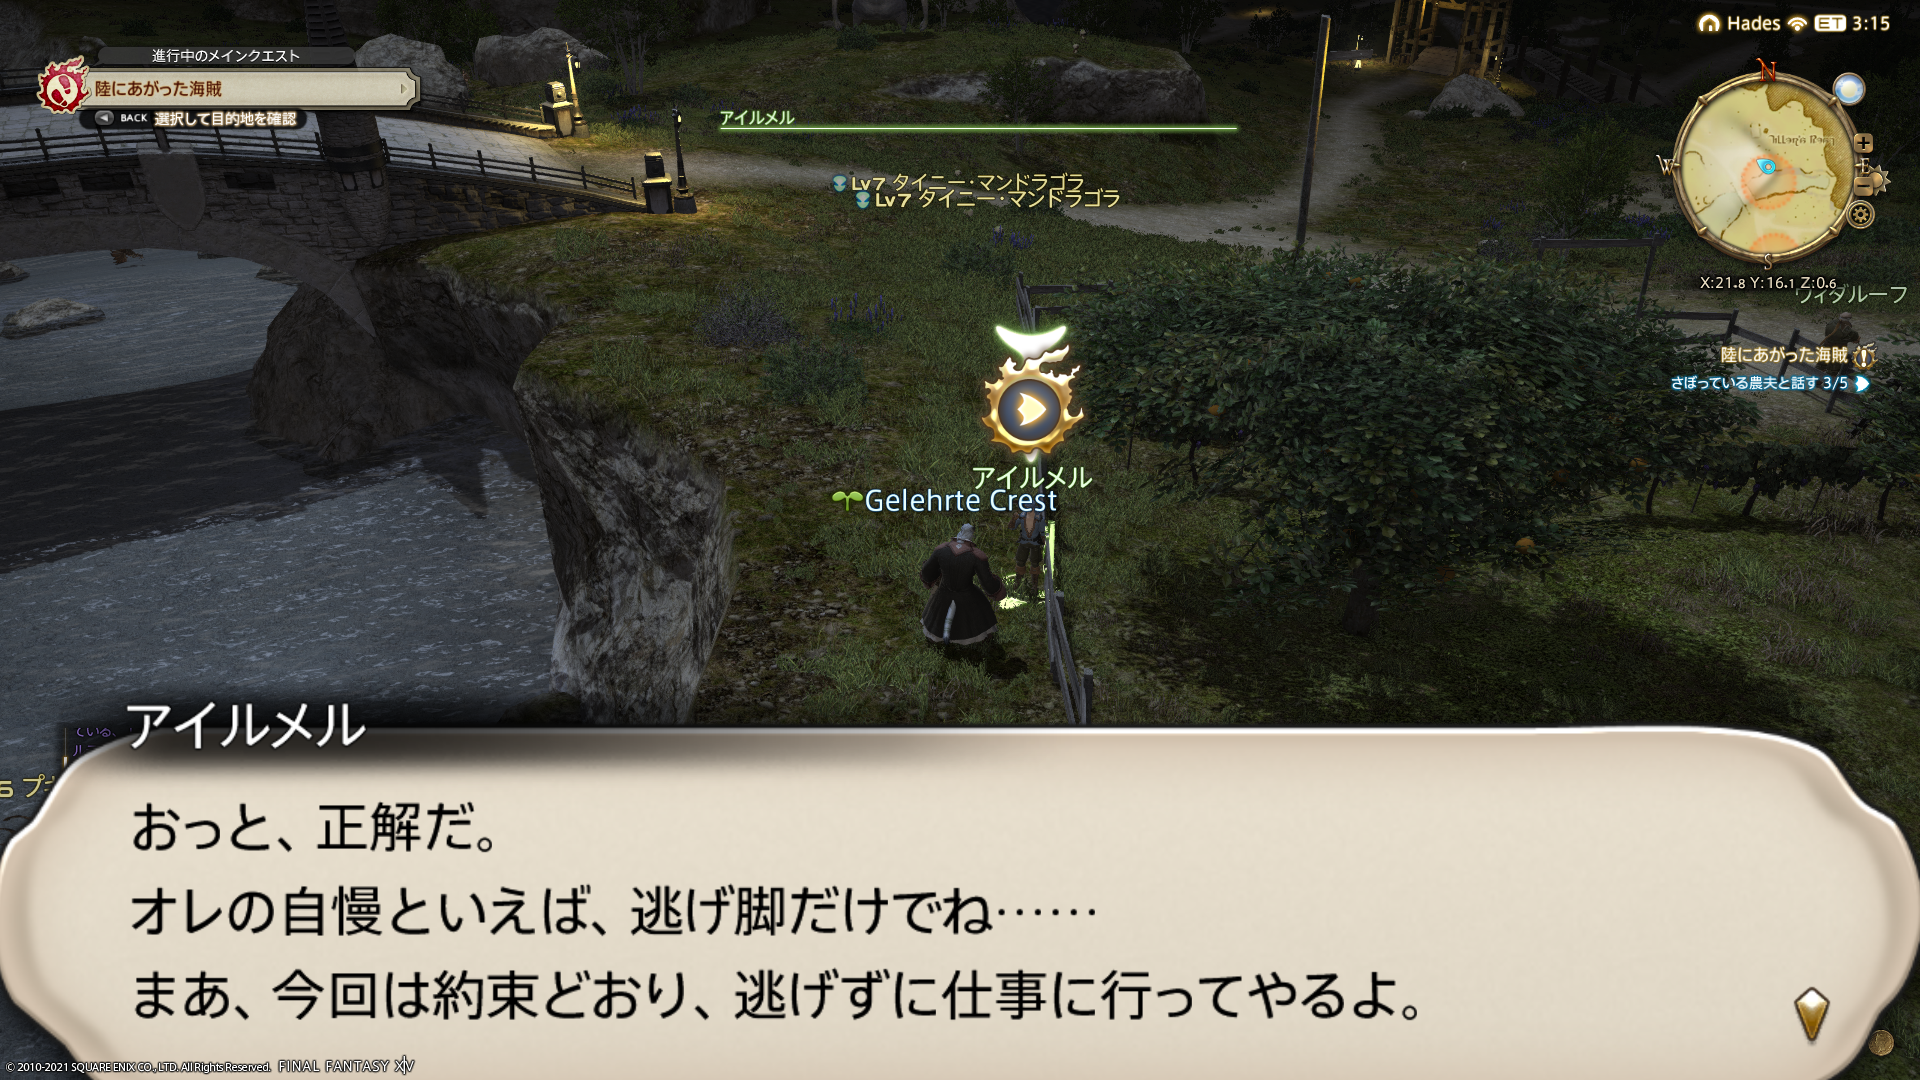 進行中のメインクエスト
陸にあがった海賊
BACK 選択して目的地を確認
Hades ET 3:15
N
W
E
S
X:21.8 Y:16.1 Z:0.6
陸にあがった海賊
さぼっている農夫と話す 3/5
アイルメル
Lv7 タイニー・マンドラゴラ
Lv7 タイニー・マンドラゴラ
アイルメル
Gelehrte Crest
アイルメル
おっと、正解だ。
オレの自慢といえば、逃げ脚だけでね……
まあ、今回は約束どおり、逃げずに仕事に行ってやるよ。
© 2010-2021 SQUARE ENIX CO., LTD. All Rights Reserved. FINAL FANTASY XIV